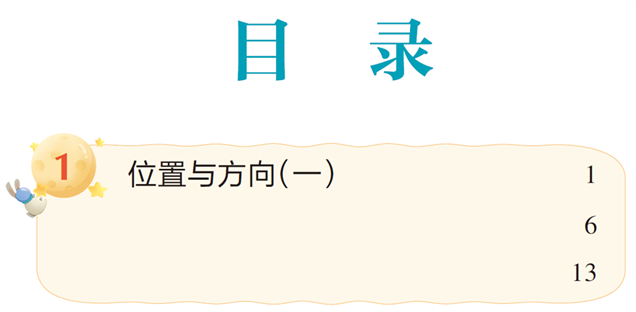 目 录
1 位置与方向(一) 1
6
13